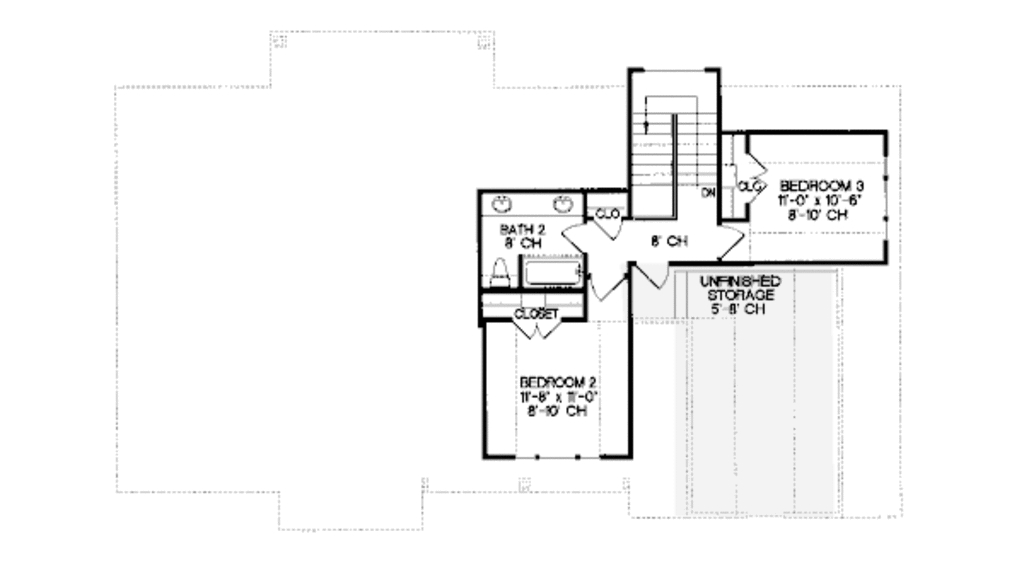 DN
CLO
BEDROOM 3
11'-0" x 10'-6"
8'-10' CH
CLO
BATH 2
8' CH
8' CH
UNFINISHED
STORAGE
5'-8' CH
CLOSET
BEDROOM 2
11'-8" x 11'-0"
8'-10' CH